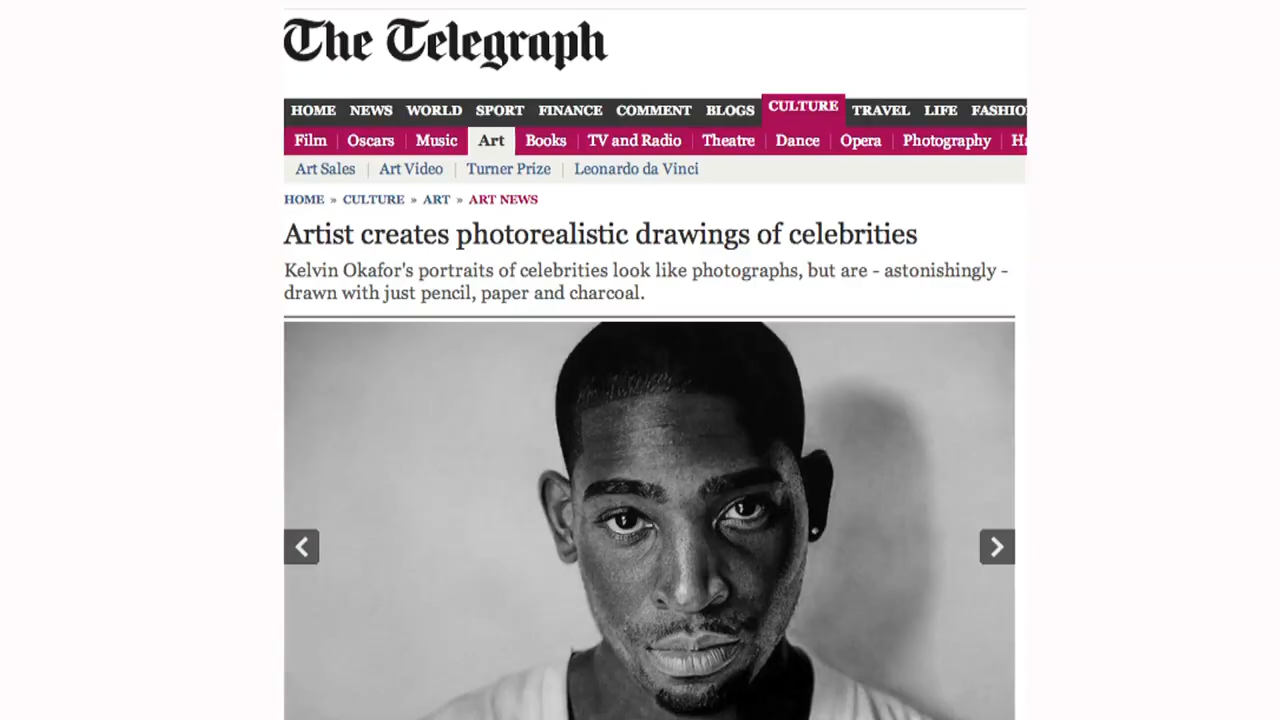 The Telegraph
HOME NEWS WORLD SPORT FINANCE COMMENT BLOGS CULTURE TRAVEL LIFE FASHIO
Film Oscars Music Art Books TV and Radio Theatre Dance Opera Photography Ha
Art Sales Art Video Turner Prize Leonardo da Vinci
HOME » CULTURE » ART » ART NEWS
Artist creates photorealistic drawings of celebrities
Kelvin Okafor's portraits of celebrities look like photographs, but are - astonishingly -
drawn with just pencil, paper and charcoal.